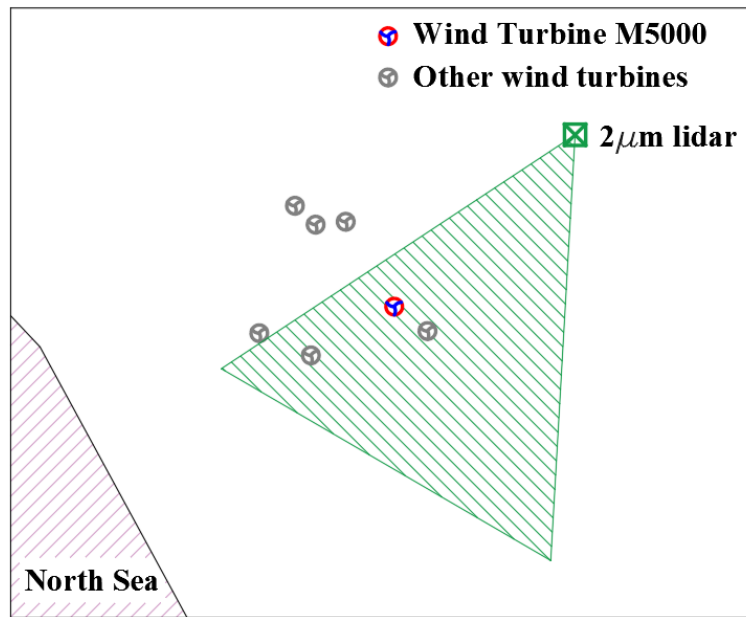 Wind Turbine M5000
Other wind turbines
2μm lidar
North Sea